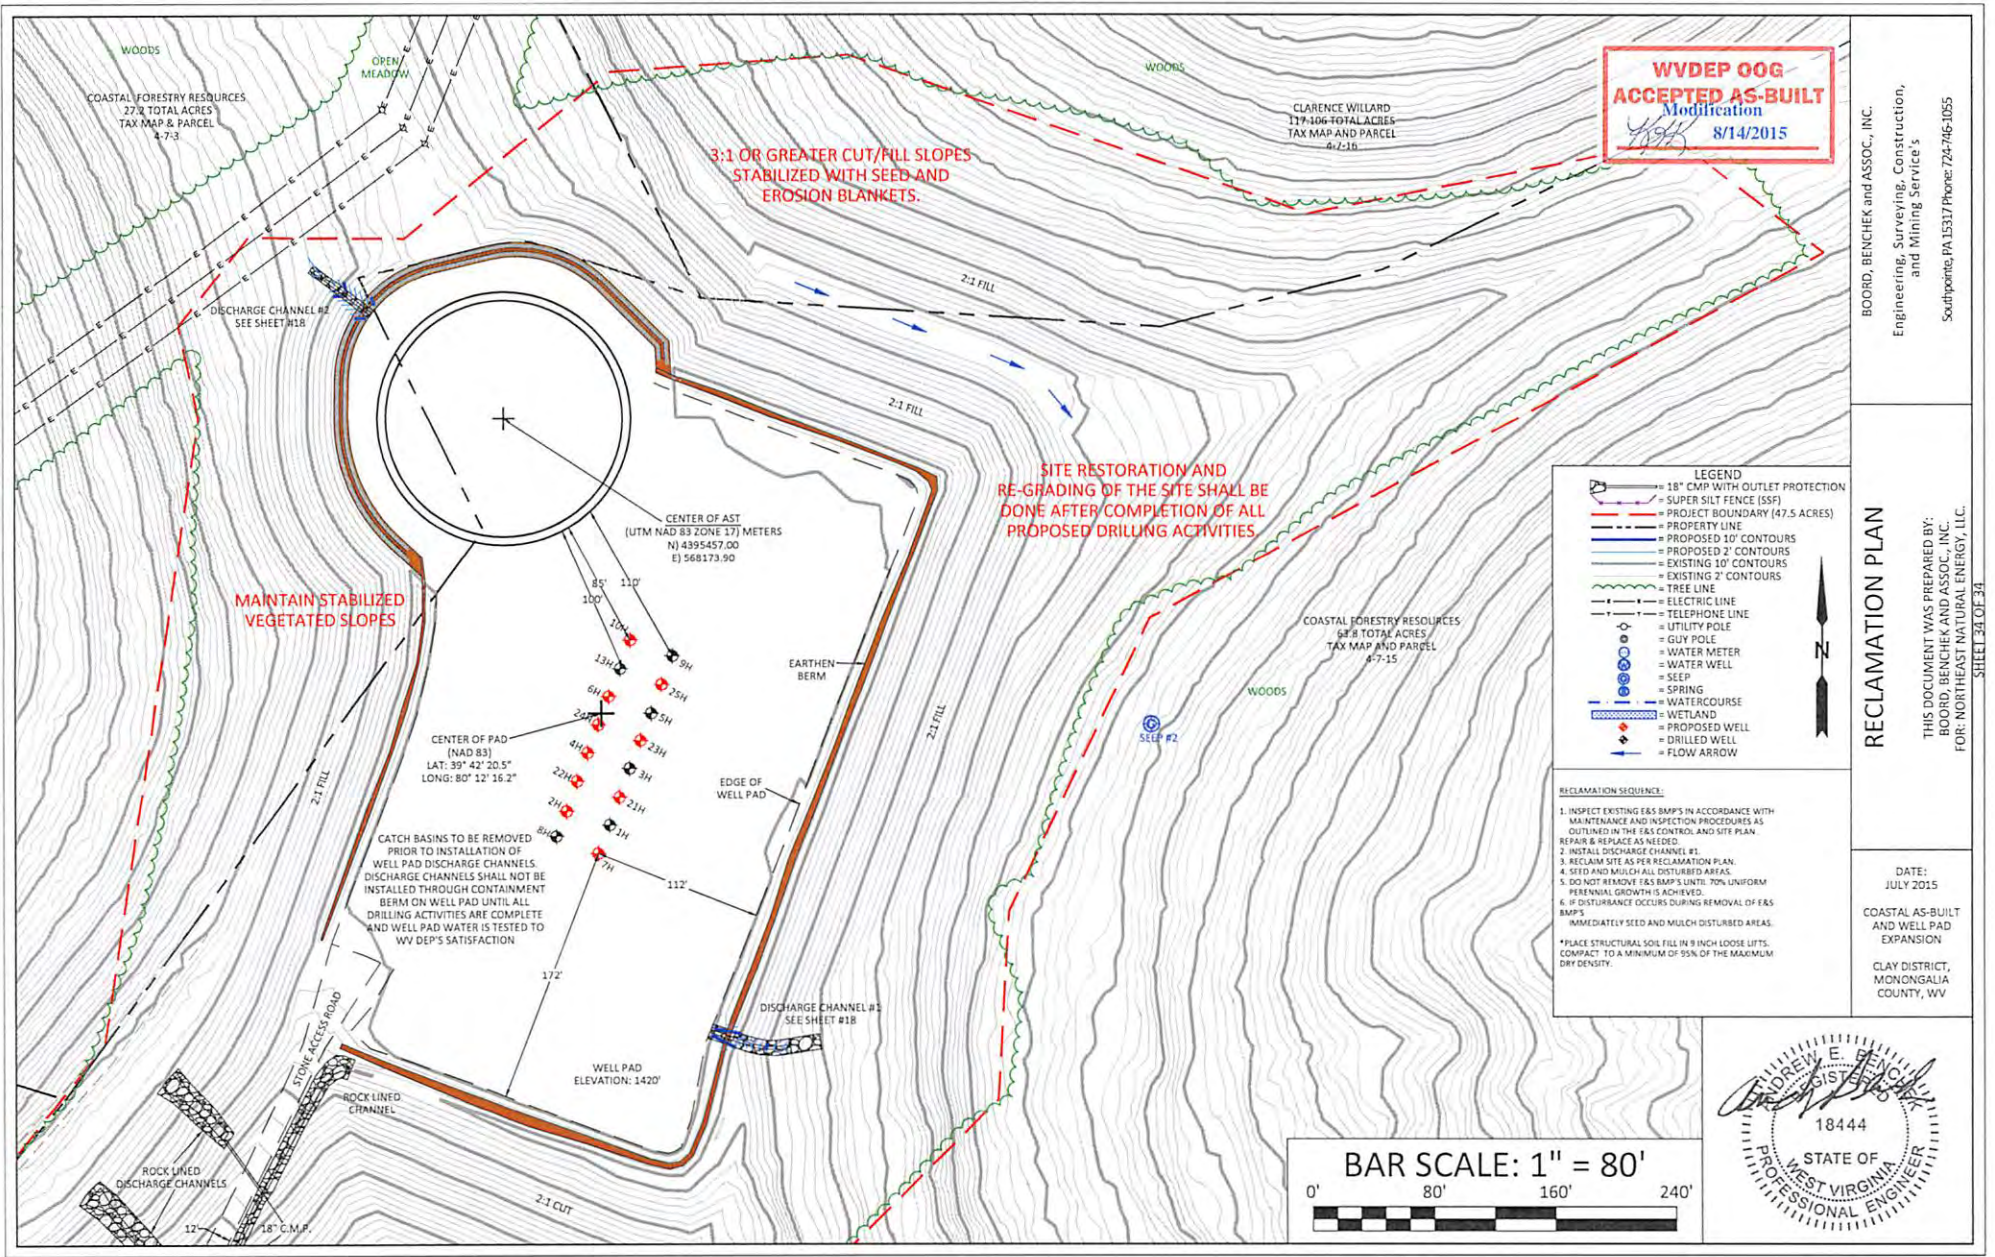 WOODS
OPEN
MEADOW
COASTAL FORESTRY RESOURCES
27.2 TOTAL ACRES
TAX MAP & PARCEL
4-7-3
WOODS
CLARENCE WILLARD
117.106 TOTAL ACRES
TAX MAP AND PARCEL
4-7-16
WVDEP OOG
ACCEPTED AS-BUILT
Modification
8/14/2015
3:1 OR GREATER CUT/FILL SLOPES
STABILIZED WITH SEED AND
EROSION BLANKETS.
DISCHARGE CHANNEL #2
SEE SHEET #18
2:1 FILL
2:1 FILL
SITE RESTORATION AND
RE-GRADING OF THE SITE SHALL BE
DONE AFTER COMPLETION OF ALL
PROPOSED DRILLING ACTIVITIES.
CENTER OF AST
(UTM NAD 83 ZONE 17) METERS
N) 4395457.00
E) 568173.90
85'
110'
100'
MAINTAIN STABILIZED
VEGETATED SLOPES
10H
13H
9H
6H
25H
24H
5H
4H
23H
22H
3H
2H
21H
8H
1H
7H
EARTHEN
BERM
CENTER OF PAD
(NAD 83)
LAT: 39° 42' 20.5"
LONG: 80° 12' 16.2"
EDGE OF
WELL PAD
2:1 FILL
2:1 FILL
CATCH BASINS TO BE REMOVED
PRIOR TO INSTALLATION OF
WELL PAD DISCHARGE CHANNELS.
DISCHARGE CHANNELS SHALL NOT BE
INSTALLED THROUGH CONTAINMENT
BERM ON WELL PAD UNTIL ALL
DRILLING ACTIVITIES ARE COMPLETE
AND WELL PAD WATER IS TESTED TO
WV DEP'S SATISFACTION
112'
172'
COASTAL FORESTRY RESOURCES
63.8 TOTAL ACRES
TAX MAP AND PARCEL
4-7-15
WOODS
SEEP #2
DISCHARGE CHANNEL #1
SEE SHEET #18
WELL PAD
ELEVATION: 1420'
STONE ACCESS ROAD
ROCK LINED
CHANNEL
ROCK LINED
DISCHARGE CHANNELS
12'
18" C.M.P.
2:1 CUT
LEGEND
= 18" CMP WITH OUTLET PROTECTION
= SUPER SILT FENCE (SSF)
= PROJECT BOUNDARY (47.5 ACRES)
= PROPERTY LINE
= PROPOSED 10' CONTOURS
= PROPOSED 2' CONTOURS
= EXISTING 10' CONTOURS
= EXISTING 2' CONTOURS
= TREE LINE
= ELECTRIC LINE
= TELEPHONE LINE
= UTILITY POLE
= GUY POLE
= WATER METER
= WATER WELL
= SEEP
= SPRING
= WATERCOURSE
= WETLAND
= PROPOSED WELL
= DRILLED WELL
= FLOW ARROW
N
RECLAMATION SEQUENCE:
1. INSPECT EXISTING E&S BMP'S IN ACCORDANCE WITH
MAINTENANCE AND INSPECTION PROCEDURES AS
OUTLINED IN THE E&S CONTROL AND SITE PLAN
REPAIR & REPLACE AS NEEDED.
2. INSTALL DISCHARGE CHANNEL #1.
3. RECLAIM SITE AS PER RECLAMATION PLAN.
4. SEED AND MULCH ALL DISTURBED AREAS.
5. DO NOT REMOVE E&S BMP'S UNTIL 70% UNIFORM
PERENNIAL GROWTH IS ACHIEVED.
6. IF DISTURBANCE OCCURS DURING REMOVAL OF E&S
BMP'S
IMMEDIATELY SEED AND MULCH DISTURBED AREAS.
*PLACE STRUCTURAL SOIL FILL IN 9 INCH LOOSE LIFTS.
COMPACT TO A MINIMUM OF 95% OF THE MAXIMUM
DRY DENSITY.
BAR SCALE: 1" = 80'
0' 80' 160' 240'
BOORD, BENCHEK and ASSOC., INC.
Engineering, Surveying, Construction,
and Mining Service's
Southpointe, PA 15317 Phone: 724-746-1055
RECLAMATION PLAN
THIS DOCUMENT WAS PREPARED BY:
BOORD, BENCHEK AND ASSOC., INC.
FOR: NORTHEAST NATURAL ENERGY, LLC.
SHEET 34 OF 34
DATE:
JULY 2015
COASTAL AS-BUILT
AND WELL PAD
EXPANSION
CLAY DISTRICT,
MONONGALIA
COUNTY, WV
ANDREW E. BENCHEK
REGISTERED
18444
STATE OF
WEST VIRGINIA
PROFESSIONAL ENGINEER